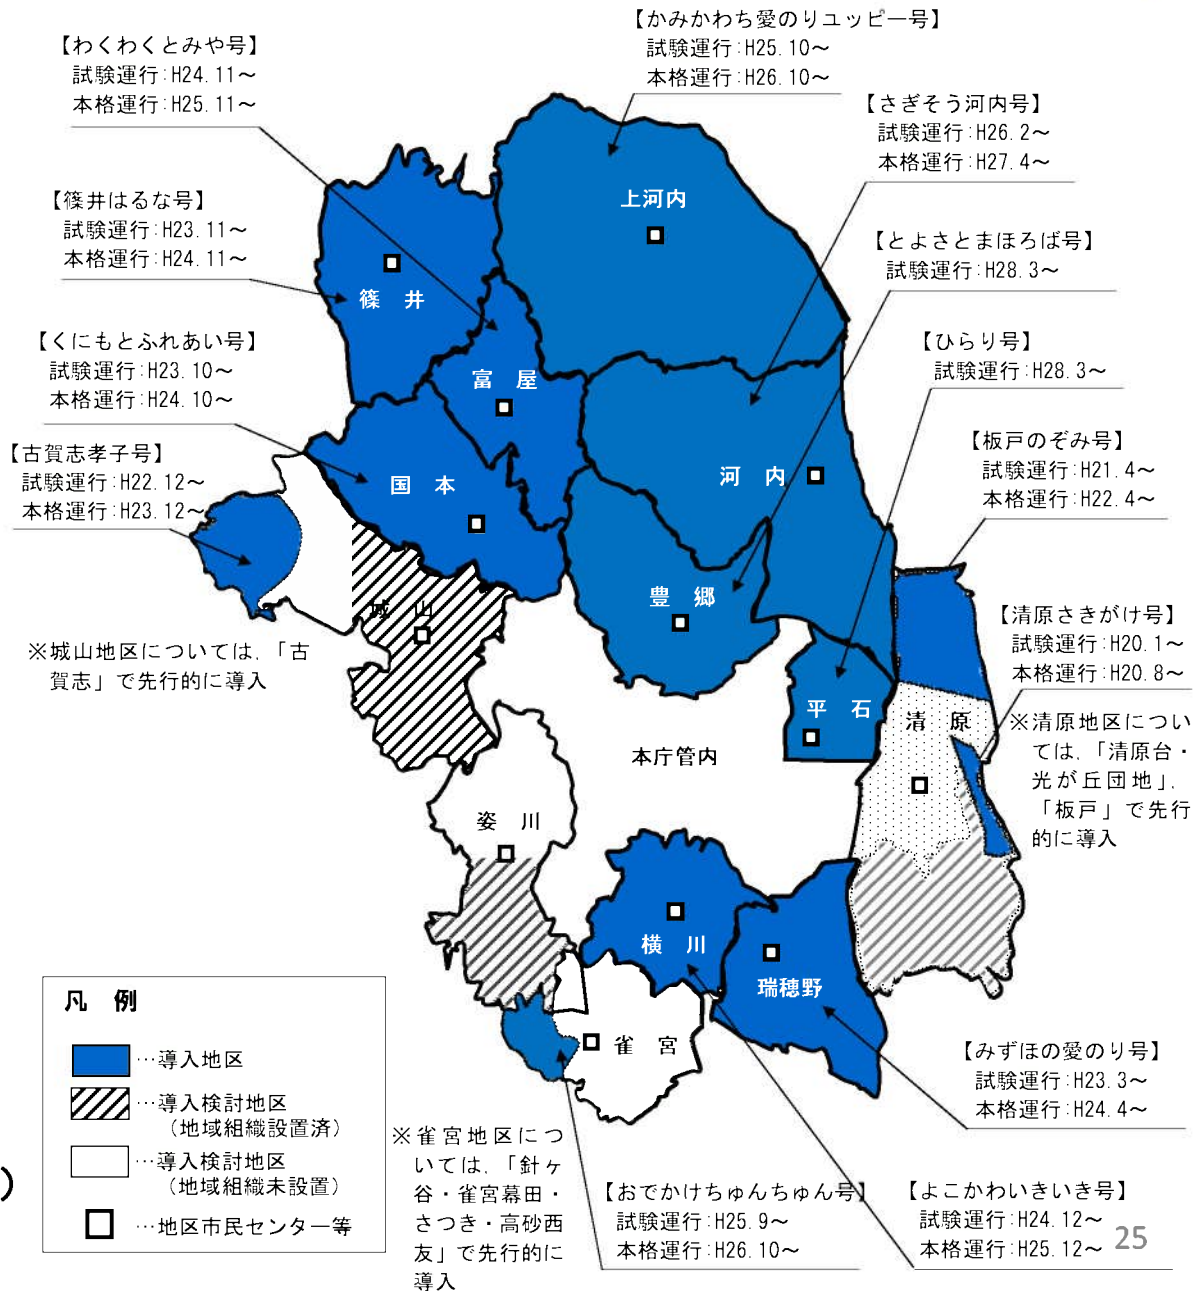 【かみかわち愛のりユッピー号】
試験運行:H25.10～
本格運行:H26.10～
【わくわくとみや号】
試験運行:H24.11～
本格運行:H25.11～
【さぎそう河内号】
試験運行:H26.2～
本格運行:H27.4～
【篠井はるな号】
試験運行:H23.11～
本格運行:H24.11～
【とよさとまほろば号】
試験運行:H28.3～
【くにもとふれあい号】
試験運行:H23.10～
本格運行:H24.10～
【ひらり号】
試験運行:H28.3～
【古賀志孝子号】
試験運行:H22.12～
本格運行:H23.12～
【板戸のぞみ号】
試験運行:H21.4～
本格運行:H22.4～
【清原さきがけ号】
試験運行:H20.1～
本格運行:H20.8～
※清原地区につい
ては、「清原台・
光が丘団地」、
「板戸」で先行
的に導入
※城山地区については、「古
賀志」で先行的に導入
上河内
篠 井
富 屋
国 本
河 内
豊 郷
城 山
平 石
清 原
本庁管内
姿 川
横 川
瑞穂野
雀 宮
凡 例
…導入地区
…導入検討地区
（地域組織設置済）
…導入検討地区
（地域組織未設置）
…地区市民センター等
)
※雀宮地区につ
いては、「針ヶ
谷・雀宮幕田・
さつき・高砂西
友」で先行的に
導入
【みずほの愛のり号】
試験運行:H23.3～
本格運行:H24.4～
【おでかけちゅんちゅん号】
試験運行:H25.9～
本格運行:H26.10～
【よこかわいきいき号】
試験運行:H24.12～
本格運行:H25.12～
25